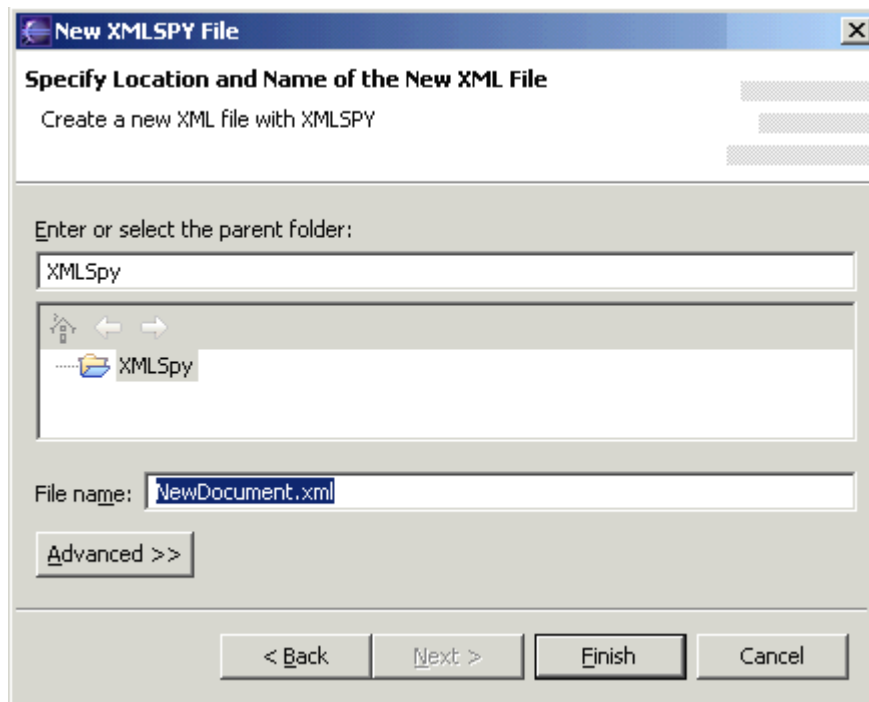 New XMLSPY File
Specify Location and Name of the New XML File
Create a new XML file with XMLSPY
Enter or select the parent folder:
XMLSpy
XMLSpy
File name: NewDocument.xml
Advanced >>
< Back Next > Finish Cancel